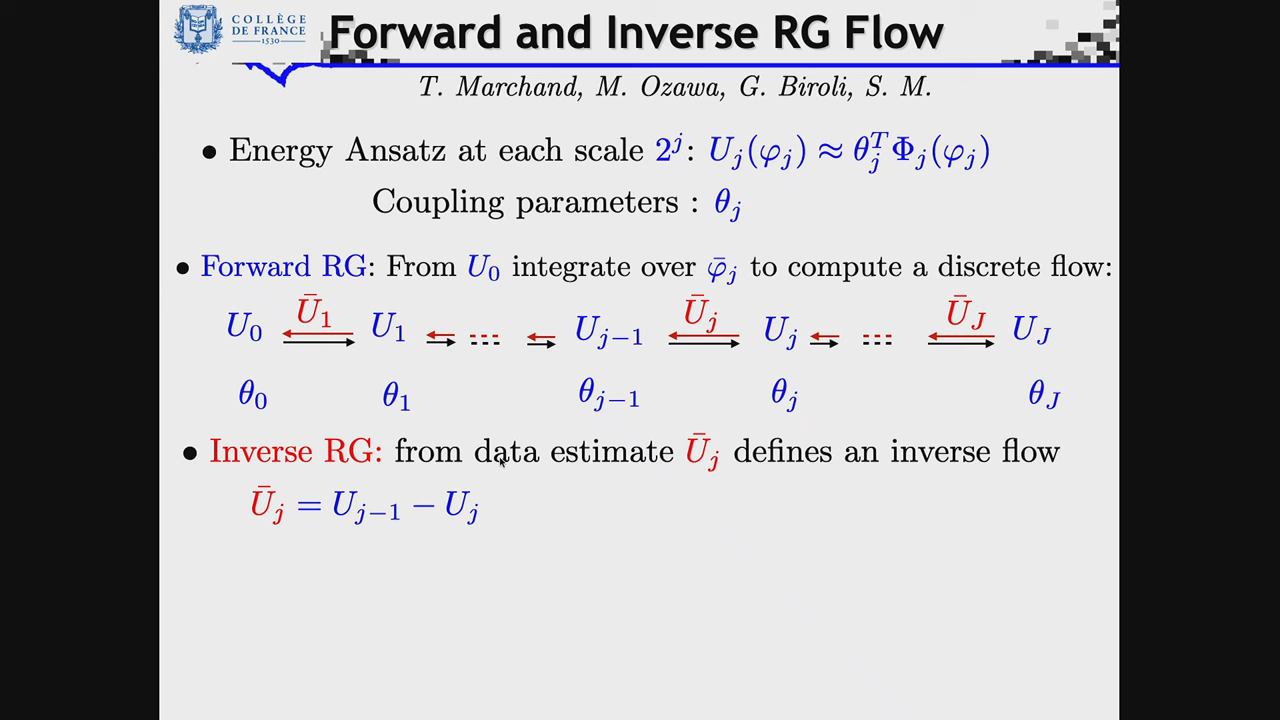 COLLÈGE
DE FRANCE
1530
Forward and Inverse RG Flow
T. Marchand, M. Ozawa, G. Biroli, S. M.
• Energy Ansatz at each scale 2^j: U_j(φ_j) ≈ θ_j^T Φ_j(φ_j)
Coupling parameters : θ_j
• Forward RG: From U_0 integrate over φ̄_j to compute a discrete flow:
Ū_1 Ū_j Ū_J
U_0 U_1 U_{j−1} U_j U_J
θ_0 θ_1 θ_{j−1} θ_j θ_J
• Inverse RG: from data estimate Ū_j defines an inverse flow
Ū_j = U_{j−1} − U_j